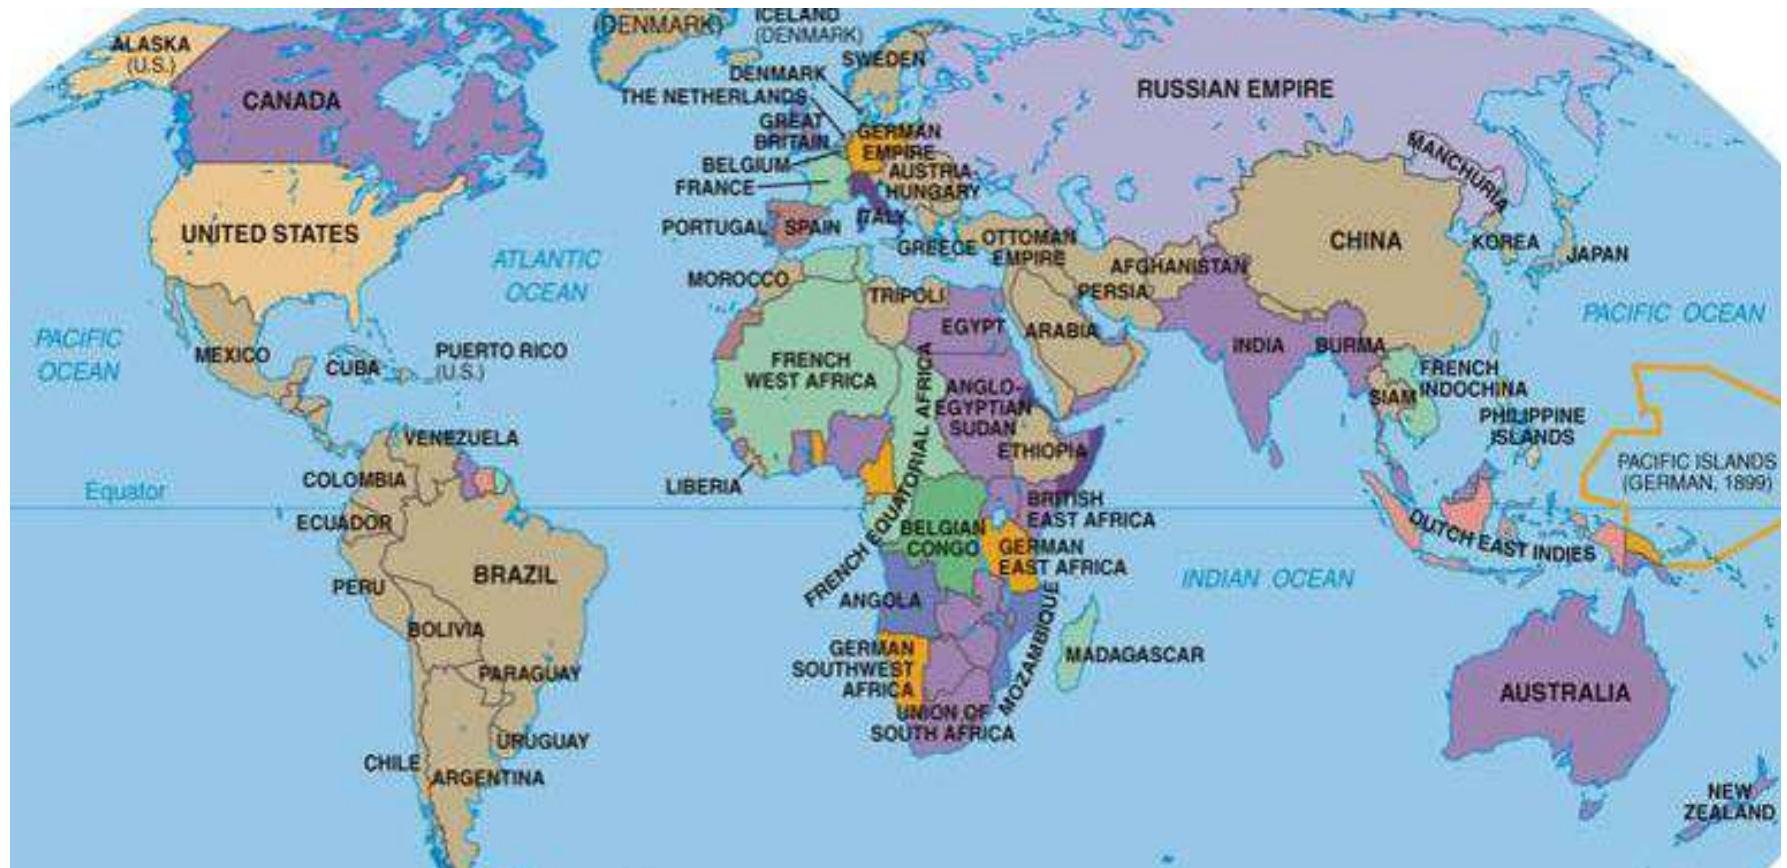 (DENMARK)
ICELAND
(DENMARK)
ALASKA
(U.S.)
CANADA
UNITED STATES
MEXICO
CUBA
PUERTO RICO
(U.S.)
ATLANTIC
OCEAN
PACIFIC
OCEAN
Equator
VENEZUELA
COLOMBIA
ECUADOR
PERU
BRAZIL
BOLIVIA
PARAGUAY
URUGUAY
CHILE
ARGENTINA
SWEDEN
DENMARK
THE NETHERLANDS
GREAT
BRITAIN
BELGIUM
FRANCE
GERMAN
EMPIRE
AUSTRIA-
HUNGARY
PORTUGAL
SPAIN
ITALY
GREECE
OTTOMAN
EMPIRE
RUSSIAN EMPIRE
MANCHURIA
CHINA
KOREA
JAPAN
AFGHANISTAN
PERSIA
ARABIA
INDIA
BURMA
SIAM
FRENCH
INDOCHINA
PHILIPPINE
ISLANDS
PACIFIC OCEAN
PACIFIC ISLANDS
(GERMAN, 1899)
DUTCH EAST INDIES
MOROCCO
TRIPOLI
EGYPT
FRENCH
WEST AFRICA
ANGLO-
EGYPTIAN
SUDAN
ETHIOPIA
LIBERIA
FRENCH EQUATORIAL AFRICA
BELGIAN
CONGO
BRITISH
EAST AFRICA
GERMAN
EAST AFRICA
ANGOLA
GERMAN
SOUTHWEST
AFRICA
MOZAMBIQUE
MADAGASCAR
UNION OF
SOUTH AFRICA
INDIAN OCEAN
AUSTRALIA
NEW
ZEALAND